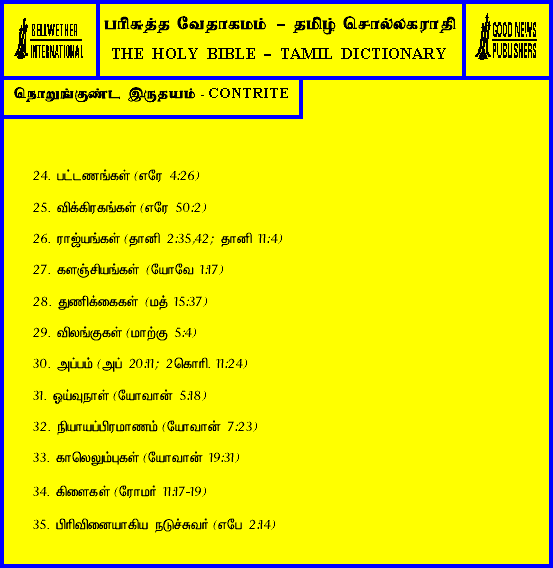 BELLWETHER
INTERNATIONAL
பரிசுத்த வேதாகமம் – தமிழ் சொல்லகராதி
THE HOLY BIBLE – TAMIL DICTIONARY
GOOD NEWS
PUBLISHERS
நொறுங்குண்ட இருதயம் - CONTRITE
24. பட்டணங்கள் (எரே 4:26)
25. விக்கிரகங்கள் (எரே 50:2)
26. ராஜ்யங்கள் (தானி 2:35,42; தானி 11:4)
27. களஞ்சியங்கள் (யோவே 1:17)
28. துணிக்கைகள் (மத் 15:37)
29. விலங்குகள் (மாற்கு 5:4)
30. அப்பம் (அப் 20:11; 2கொரி. 11:24)
31. ஒய்வுநாள் (யோவான் 5:18)
32. நியாயப்பிரமாணம் (யோவான் 7:23)
33. காலெலும்புகள் (யோவான் 19:31)
34. கிளைகள் (ரோமர் 11:17-19)
35. பிரிவினையாகிய நடுச்சுவர் (எபே 2:14)